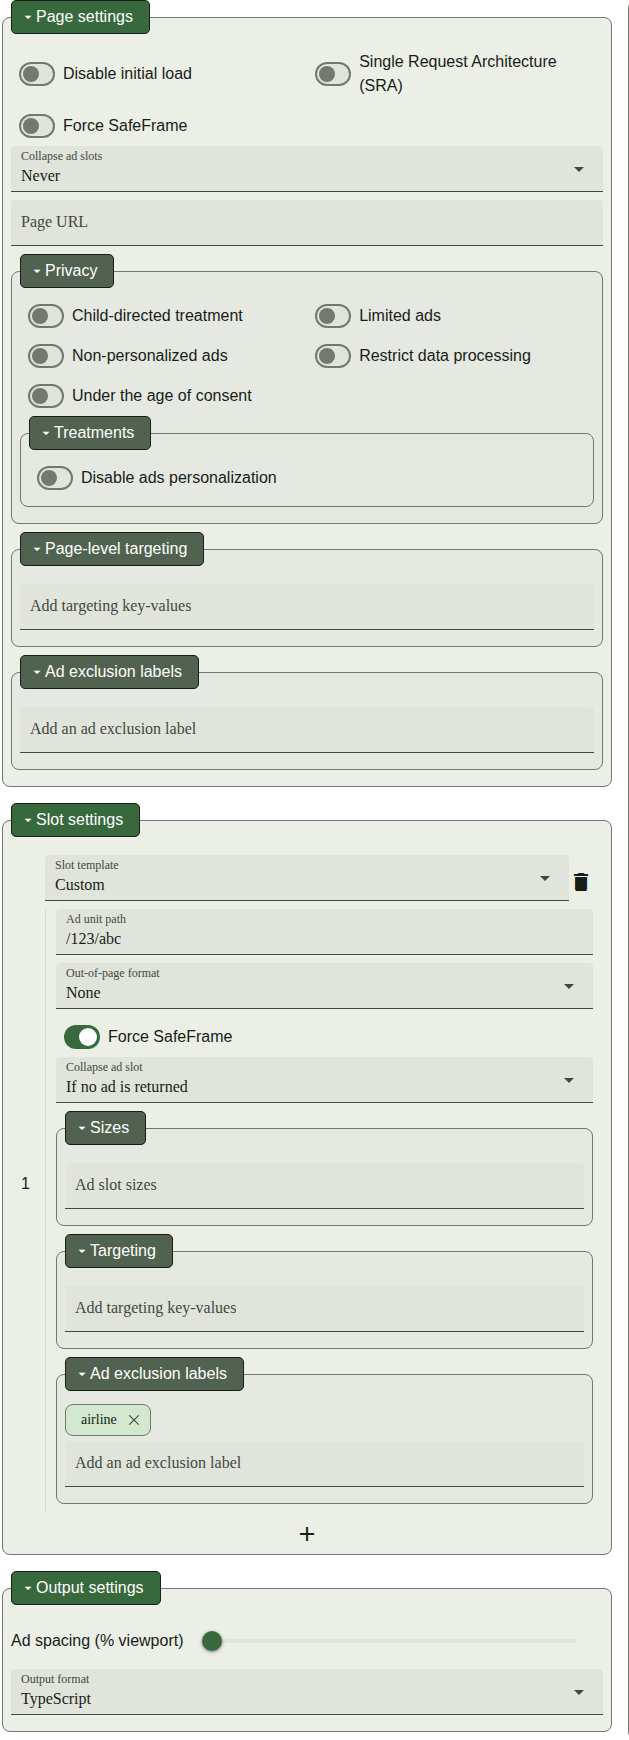 Page settings
Disable initial load
Single Request Architecture
(SRA)
Force SafeFrame
Collapse ad slots
Never
Page URL
Privacy
Child-directed treatment
Limited ads
Non-personalized ads
Restrict data processing
Under the age of consent
Treatments
Disable ads personalization
Page-level targeting
Add targeting key-values
Ad exclusion labels
Add an ad exclusion label
Slot settings
Slot template
Custom
Ad unit path
/123/abc
Out-of-page format
None
Force SafeFrame
Collapse ad slot
If no ad is returned
Sizes
1
Ad slot sizes
Targeting
Add targeting key-values
Ad exclusion labels
airline
Add an ad exclusion label
Output settings
Ad spacing (% viewport)
Output format
TypeScript